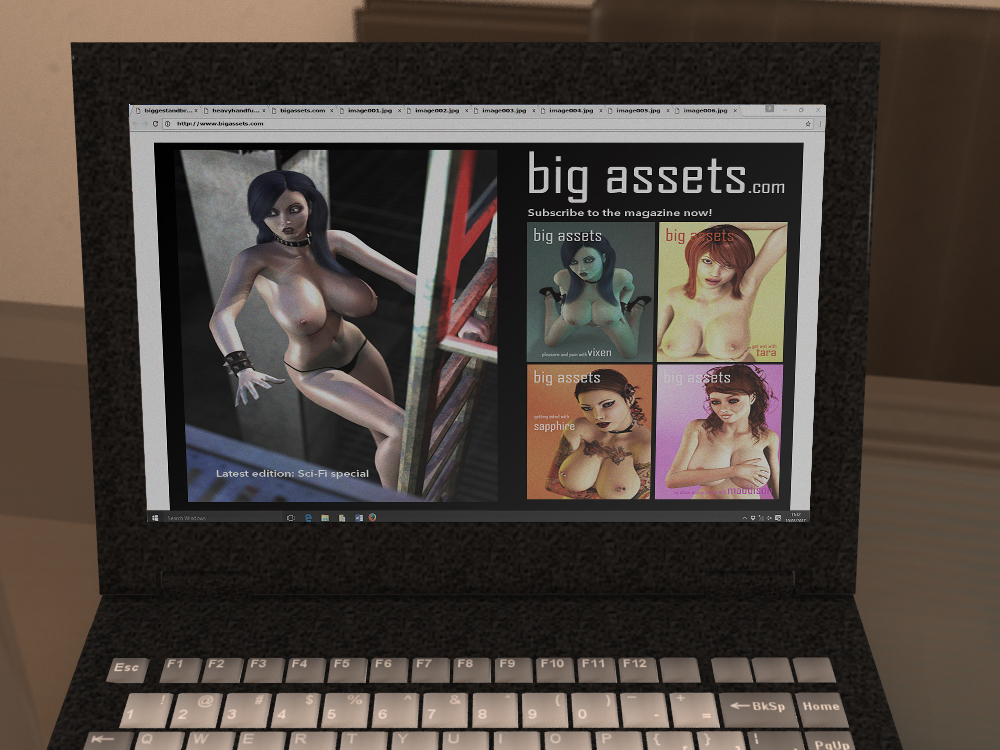 biggestandbr... heavyhandfu... bigassets.com image001.jpg image002.jpg image003.jpg image004.jpg image005.jpg image006.jpg
http://www.bigassets.com
big assets.com
Subscribe to the magazine now!
big assets
pleasure and pain with vixen
big assets
get wet with
tara
big assets
getting inked with
sapphire
big assets
maddison
Latest edition: Sci-Fi special
Search Windows
Esc F1 F2 F3 F4 F5 F6 F7 F8 F9 F10 F11 F12
! @ # $ % ^ & * ( ) _ +
1 2 3 4 5 6 7 8 9 0 - = ←BkSp Home
Q W E R T Y U I O P { } | PgUp